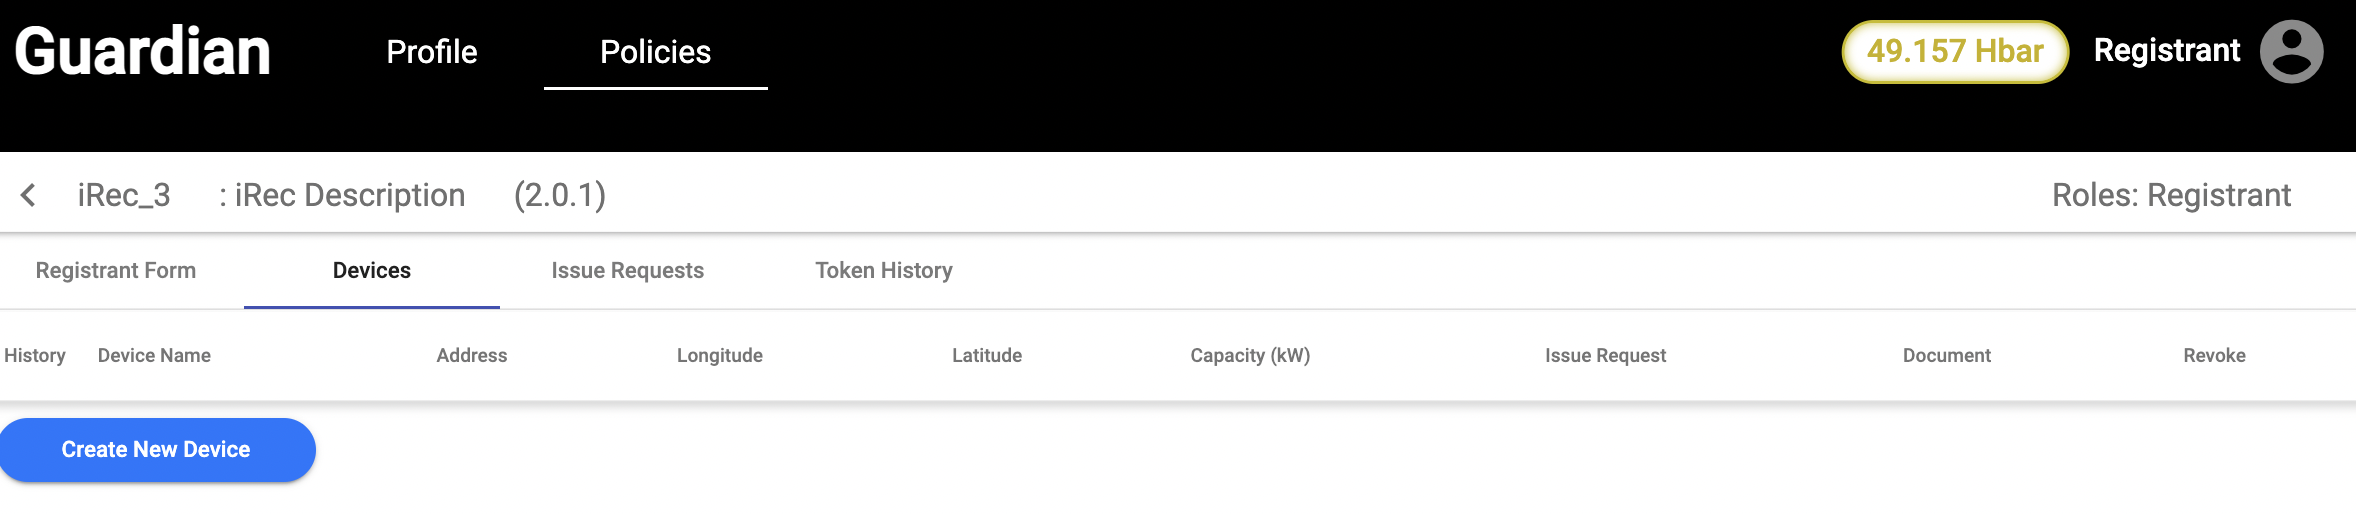 Guardian Profile Policies 49.157 Hbar Registrant
iRec_3 : iRec Description (2.0.1) Roles: Registrant
Registrant Form Devices Issue Requests Token History
History Device Name Address Longitude Latitude Capacity (kW) Issue Request Document Revoke
Create New Device